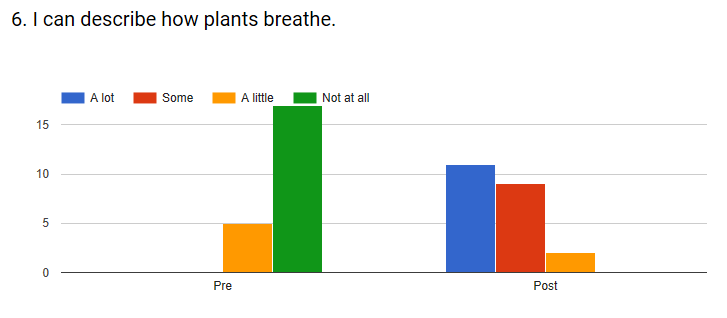 6. I can describe how plants breathe.
A lot Some A little Not at all
15
10
5
0
Pre Post